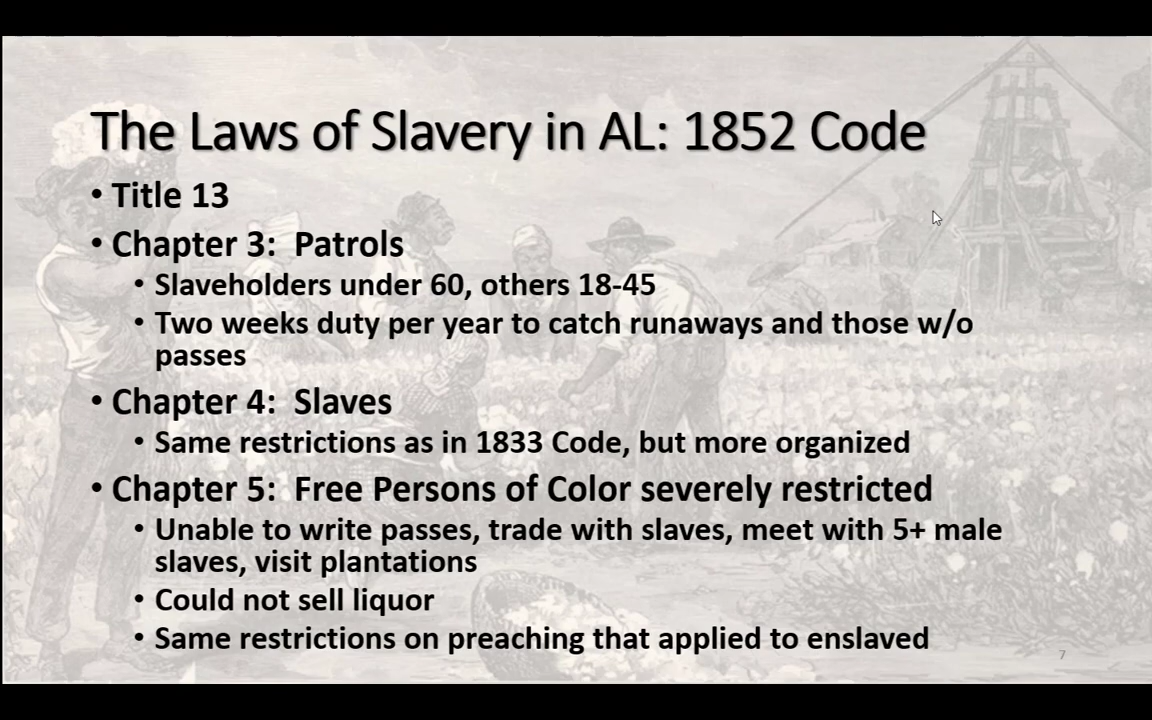 The Laws of Slavery in AL: 1852 Code
• Title 13
• Chapter 3:  Patrols
• Slaveholders under 60, others 18-45
• Two weeks duty per year to catch runaways and those w/o
passes
• Chapter 4:  Slaves
• Same restrictions as in 1833 Code, but more organized
• Chapter 5:  Free Persons of Color severely restricted
• Unable to write passes, trade with slaves, meet with 5+ male
slaves, visit plantations
• Could not sell liquor
• Same restrictions on preaching that applied to enslaved
7